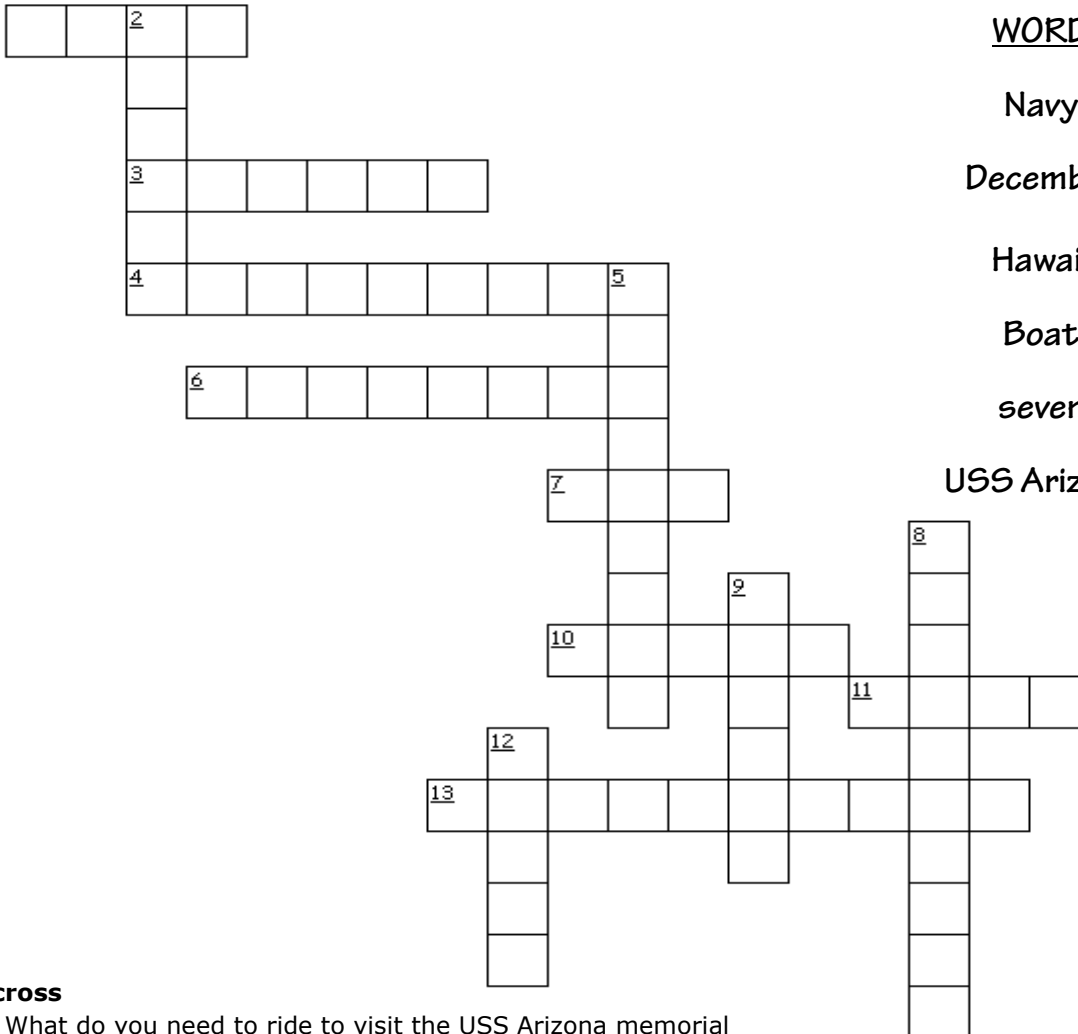 2
WORD
Navy
Decemb
3
Hawai
4
5
Boat
6
sever
7
USS Ariz
8
9
10
11
12
13
cross
What do you need to ride to visit the USS Arizona memorial